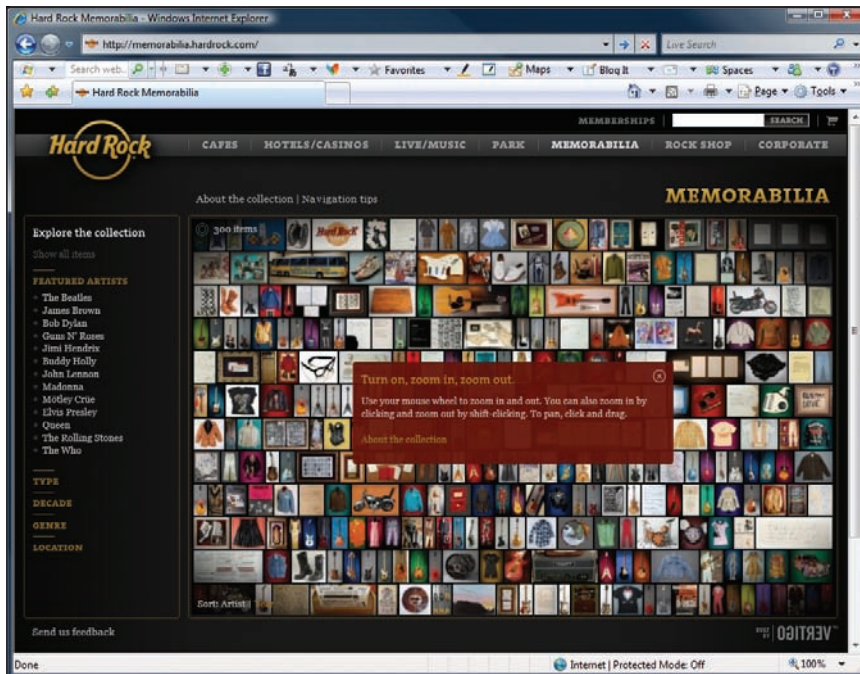 Hard Rock Memorabilia - Windows Internet Explorer
http://memorabilia.hardrock.com/
Live Search
Search web...
Favorites
Maps
Blog It
Spaces
Hard Rock Memorabilia
Page
Tools
MEMBERSHIPS
SEARCH
Hard Rock
CAFES
HOTELS/CASINOS
LIVE/MUSIC
PARK
MEMORABILIA
ROCK SHOP
CORPORATE
About the collection | Navigation tips
MEMORABILIA
Explore the collection
Show all items
FEATURED ARTISTS
The Beatles
James Brown
Bob Dylan
Guns N' Roses
Jimi Hendrix
Buddy Holly
John Lennon
Madonna
Mötley Crüe
Elvis Presley
Queen
The Rolling Stones
The Who
TYPE
DECADE
GENRE
LOCATION
300 items
Hard Rock
Turn on, zoom in, zoom out.
Use your mouse wheel to zoom in and out. You can also zoom in by
clicking and zoom out by shift-clicking. To pan, click and drag.
About the collection
Sort: Artist |
Send us feedback
VERTIGO
Done
Internet | Protected Mode: Off
100%